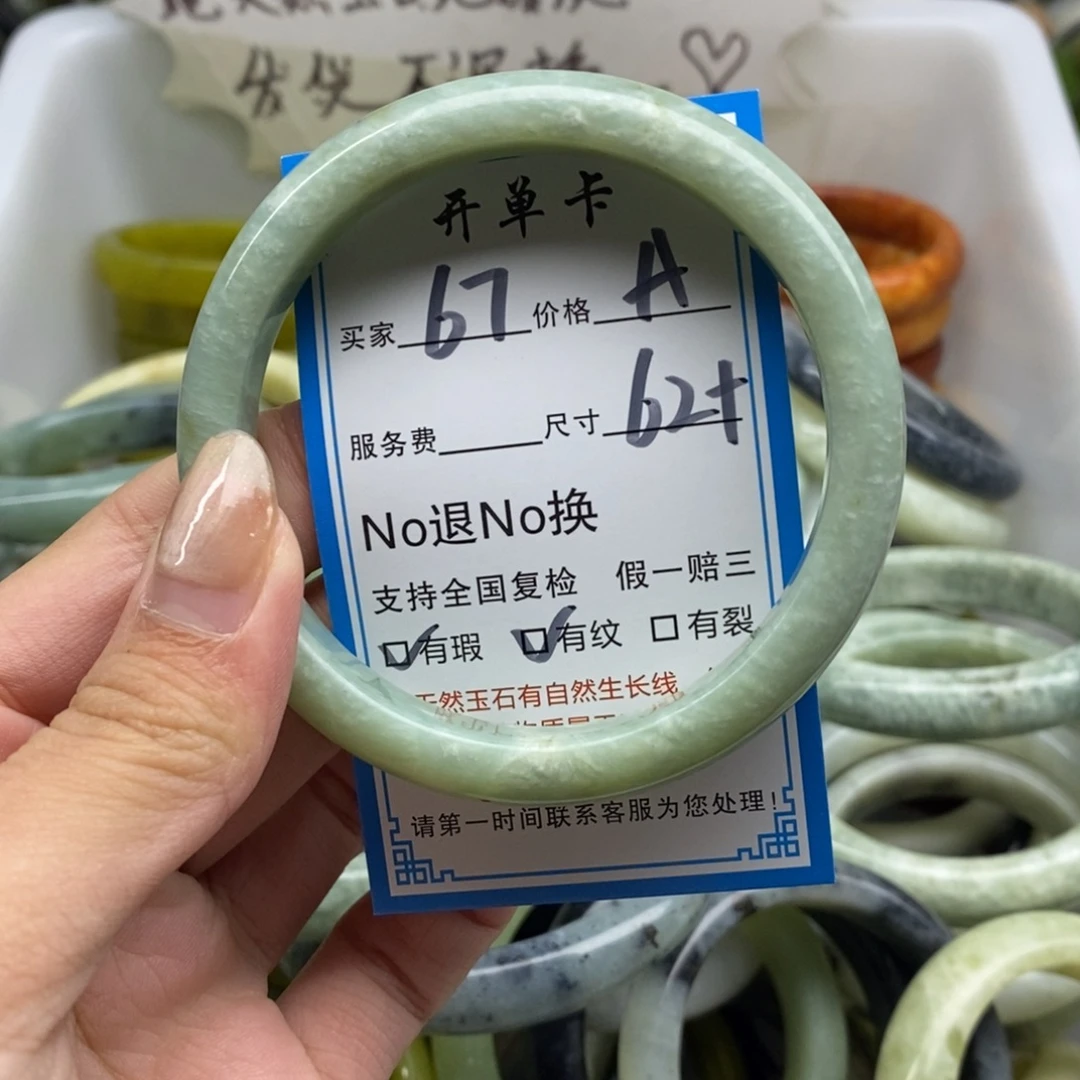 开单卡
买家 67 价格 A
服务费 尺寸 62+
No退No换
支持全国复检 假一赔三
☑有瑕 ☑有纹 □有裂
天然玉石有自然生长线
请第一时间联系客服为您处理!